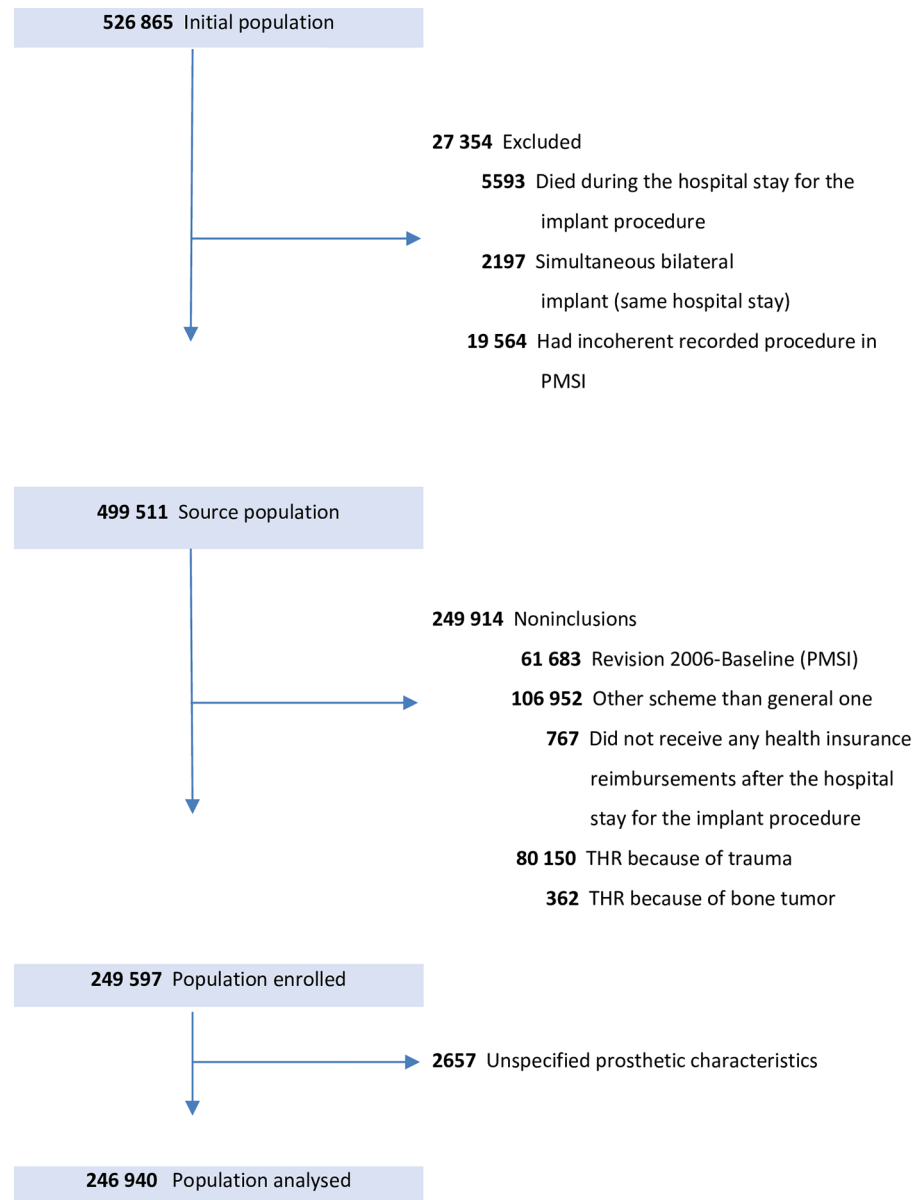 526 865 Initial population
27 354 Excluded
5593 Died during the hospital stay for the
implant procedure
2197 Simultaneous bilateral
implant (same hospital stay)
19 564 Had incoherent recorded procedure in
PMSI
499 511 Source population
249 914 Noninclusions
61 683 Revision 2006-Baseline (PMSI)
106 952 Other scheme than general one
767 Did not receive any health insurance
reimbursements after the hospital
stay for the implant procedure
80 150 THR because of trauma
362 THR because of bone tumor
249 597 Population enrolled
2657 Unspecified prosthetic characteristics
246 940 Population analysed